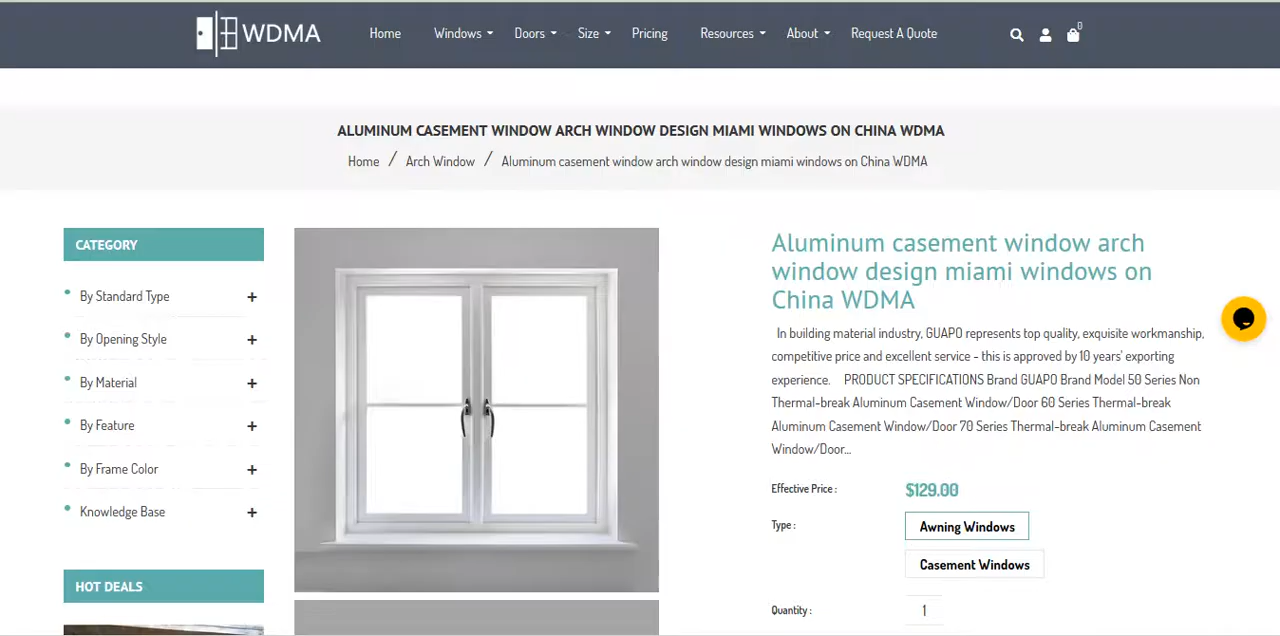 WDMA
Home Windows Doors Size Pricing Resources About Request A Quote
0
ALUMINUM CASEMENT WINDOW ARCH WINDOW DESIGN MIAMI WINDOWS ON CHINA WDMA
Home / Arch Window / Aluminum casement window arch window design miami windows on China WDMA
CATEGORY
By Standard Type +
By Opening Style +
By Material +
By Feature +
By Frame Color +
Knowledge Base +
HOT DEALS
Aluminum casement window arch
window design miami windows on
China WDMA
In building material industry, GUAPO represents top quality, exquisite workmanship,
competitive price and excellent service - this is approved by 10 years' exporting
experience. PRODUCT SPECIFICATIONS Brand GUAPO Brand Model 50 Series Non
Thermal-break Aluminum Casement Window/Door 60 Series Thermal-break
Aluminum Casement Window/Door 70 Series Thermal-break Aluminum Casement
Window/Door...
Effective Price : $129.00
Type : Awning Windows
Casement Windows
Quantity : 1